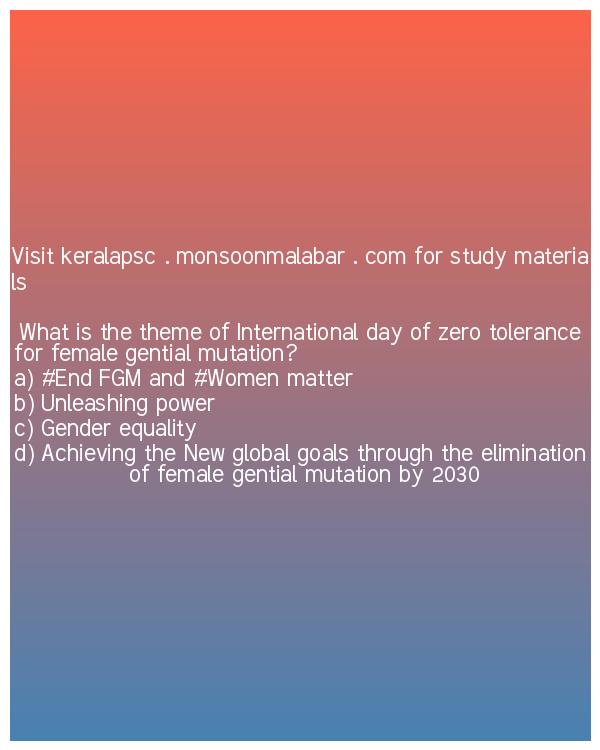 Visit keralapsc . monsoonmalabar . com for study materia
ls
What is the theme of International day of zero tolerance
for female gential mutation?
a) #End FGM and #Women matter
b) Unleashing power
c) Gender equality
d) Achieving the New global goals through the elimination
of female gential mutation by 2030